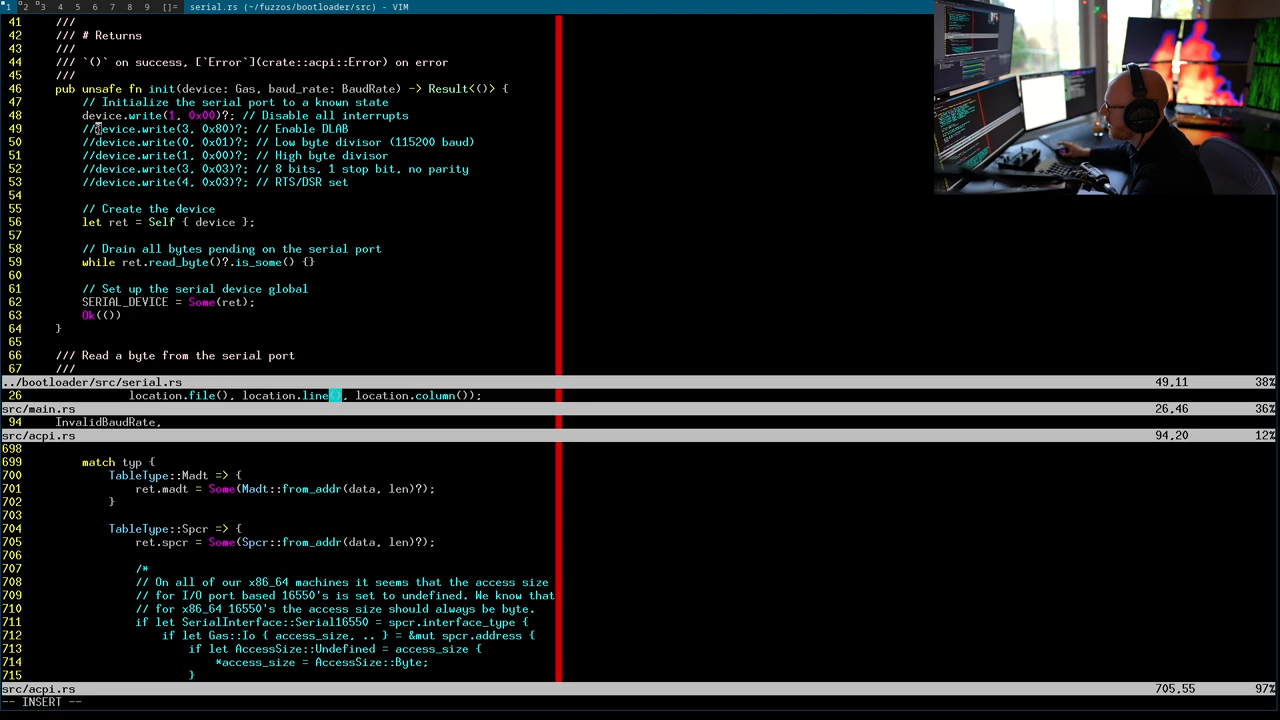 1 2 3 4 5 6 7 8 9 []= serial.rs (~/fuzzos/bootloader/src) - VIM
41 ///
42 /// # Returns
43 ///
44 /// `()` on success, [`Error`](crate::acpi::Error) on error
45 ///
46 pub unsafe fn init(device: Gas, baud_rate: BaudRate) -> Result<()> {
47 // Initialize the serial port to a known state
48 device.write(1, 0x00)?; // Disable all interrupts
49 //device.write(3, 0x80)?; // Enable DLAB
50 //device.write(0, 0x01)?; // Low byte divisor (115200 baud)
51 //device.write(1, 0x00)?; // High byte divisor
52 //device.write(3, 0x03)?; // 8 bits, 1 stop bit, no parity
53 //device.write(4, 0x03)?; // RTS/DSR set
54
55 // Create the device
56 let ret = Self { device };
57
58 // Drain all bytes pending on the serial port
59 while ret.read_byte()?.is_some() {}
60
61 // Set up the serial device global
62 SERIAL_DEVICE = Some(ret);
63 Ok(())
64 }
65
66 /// Read a byte from the serial port
67 ///
../bootloader/src/serial.rs 49,11 38%
26 location.file(), location.line(), location.column());
src/main.rs 26,46 36%
94 InvalidBaudRate,
src/acpi.rs 94,20 12%
698
699 match typ {
700 TableType::Madt => {
701 ret.madt = Some(Madt::from_addr(data, len)?);
702 }
703
704 TableType::Spcr => {
705 ret.spcr = Some(Spcr::from_addr(data, len)?);
706
707 /*
708 // On all of our x86_64 machines it seems that the access size
709 // for I/O port based 16550's is set to undefined. We know that
710 // for x86_64 16550's the access size should always be byte.
711 if let SerialInterface::Serial16550 = spcr.interface_type {
712 if let Gas::Io { access_size, .. } = &mut spcr.address {
713 if let AccessSize::Undefined = access_size {
714 *access_size = AccessSize::Byte;
715 }
src/acpi.rs 705,55 97%
-- INSERT --